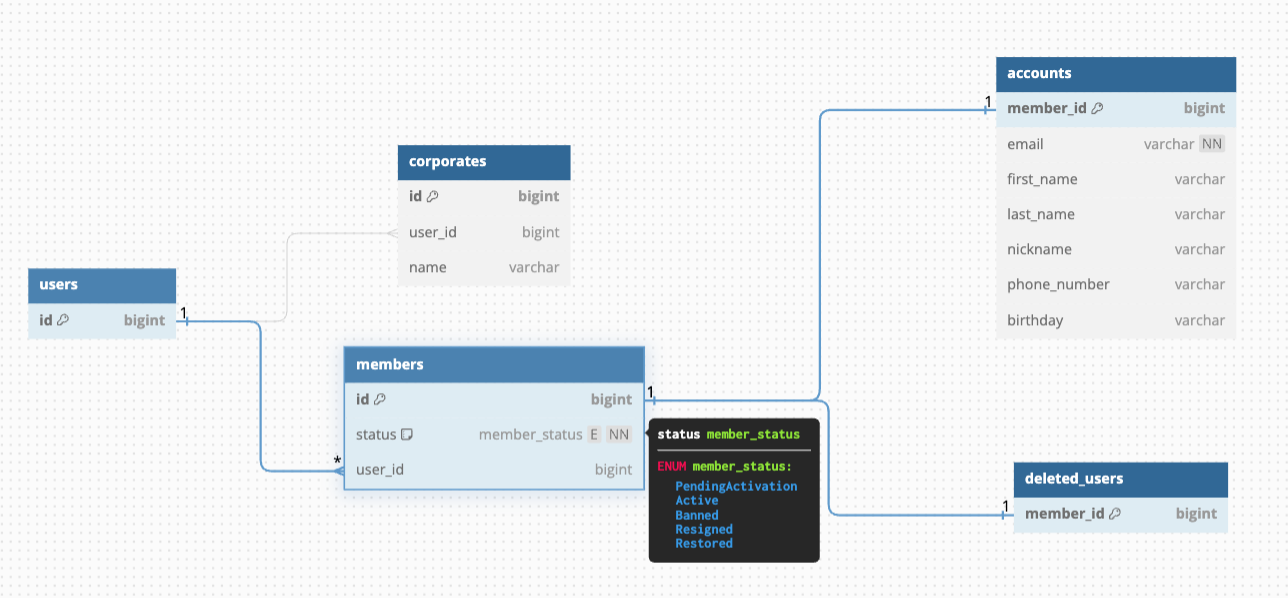 accounts
member_id bigint
email varchar NN
first_name varchar
last_name varchar
nickname varchar
phone_number varchar
birthday varchar
1
corporates
id bigint
user_id bigint
name varchar
users
id bigint
1
members
id bigint
status member_status E NN
user_id bigint
1
*
status member_status
ENUM member_status:
PendingActivation
Active
Banned
Resigned
Restored
deleted_users
member_id bigint
1